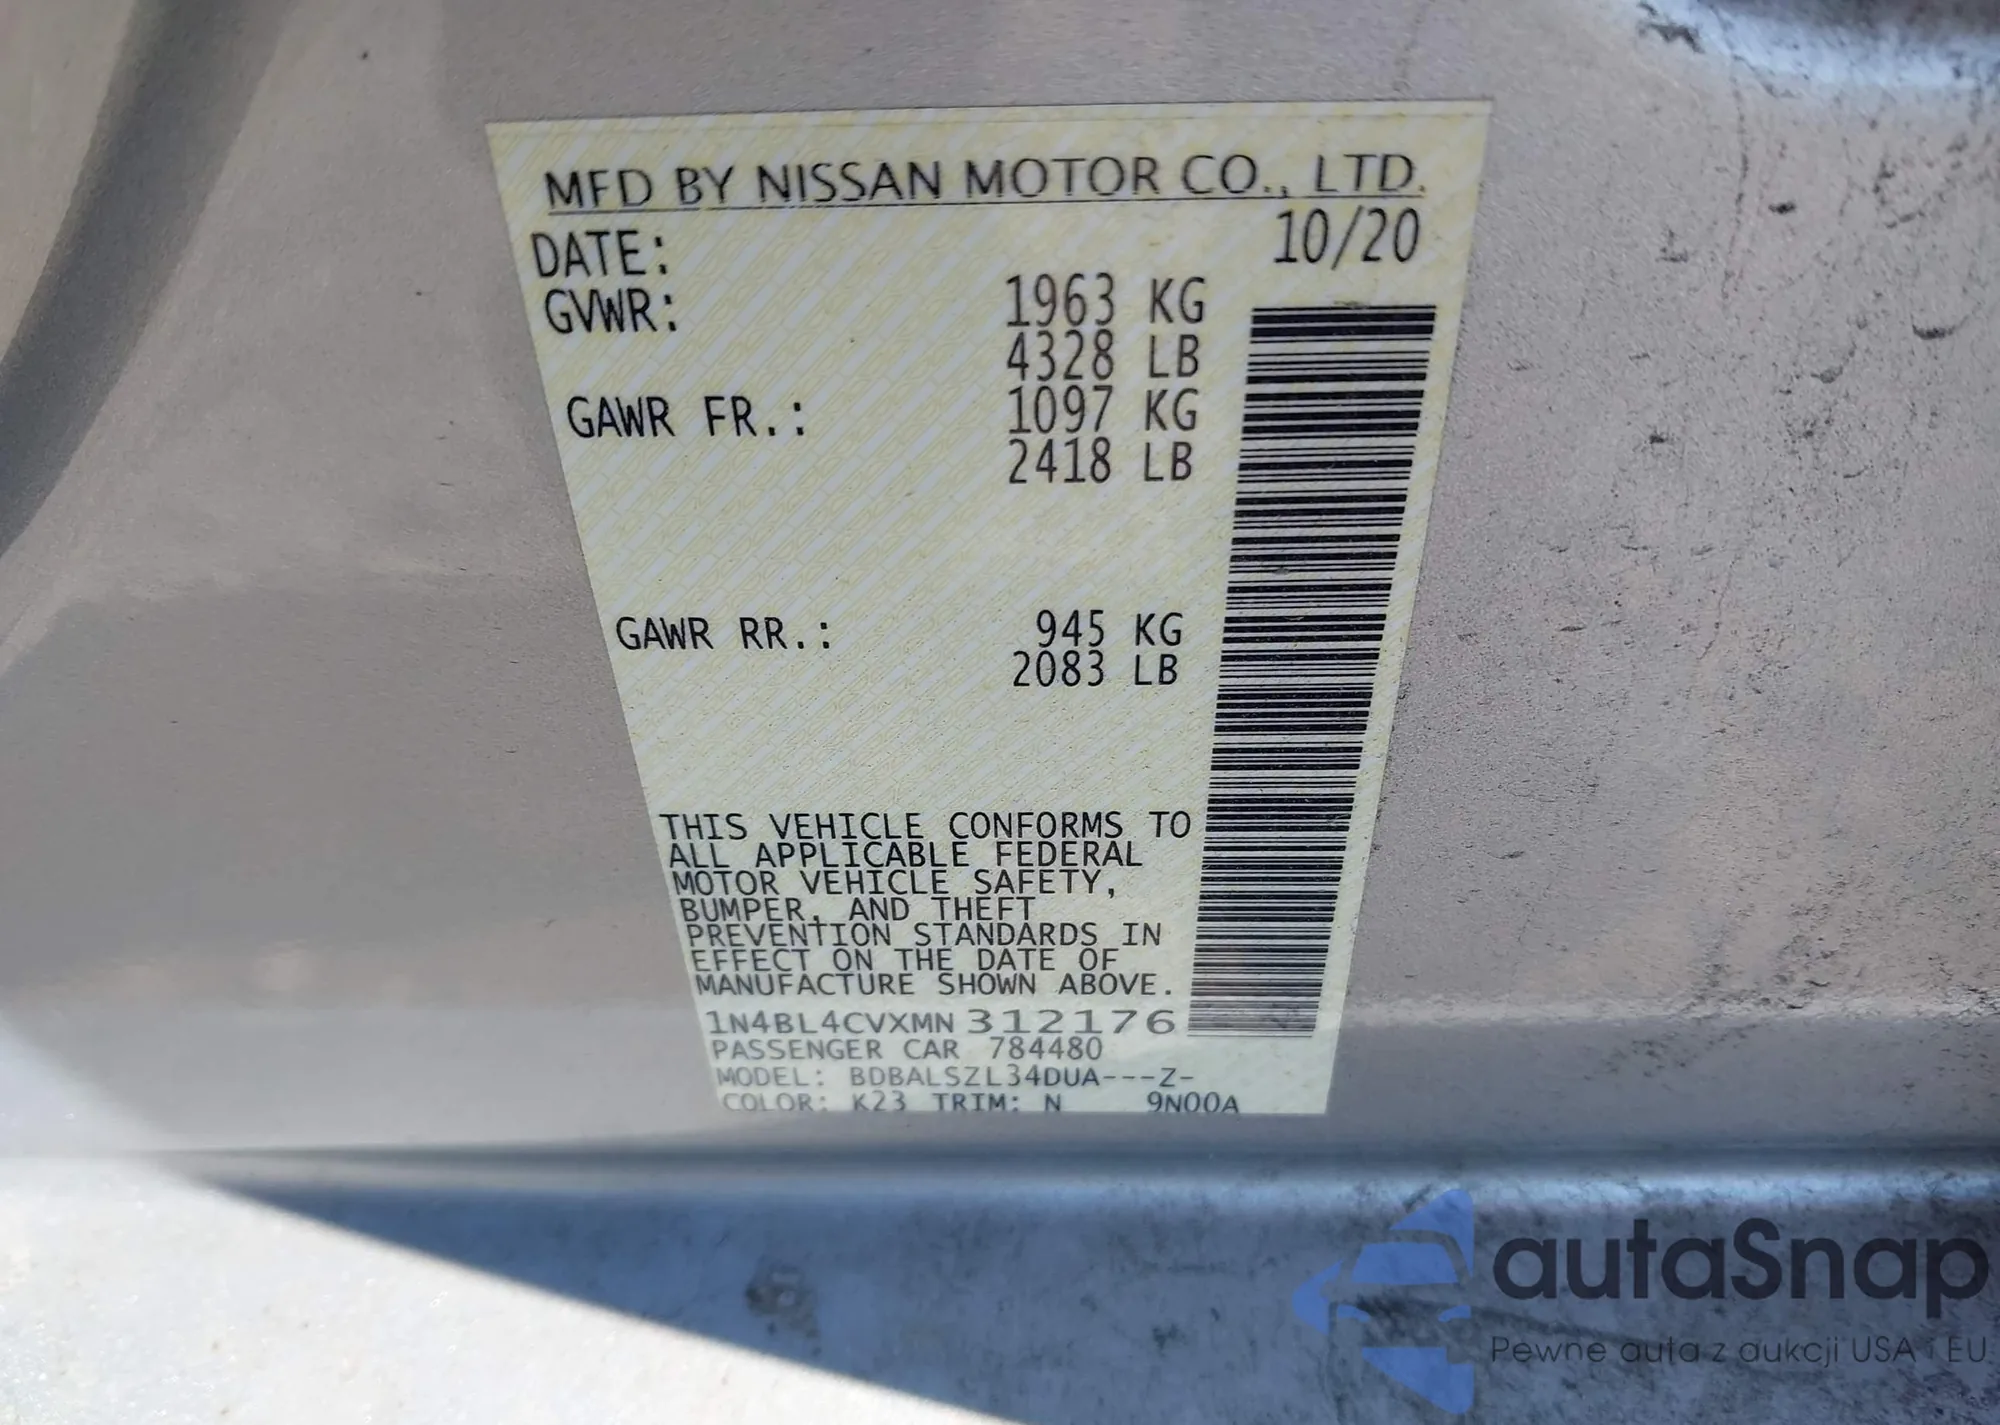 MFD BY NISSAN MOTOR CO., LTD.
DATE: 10/20
GVWR: 1963 KG
4328 LB
GAWR FR.: 1097 KG
2418 LB
GAWR RR.: 945 KG
2083 LB
THIS VEHICLE CONFORMS TO
ALL APPLICABLE FEDERAL
MOTOR VEHICLE SAFETY,
BUMPER, AND THEFT
PREVENTION STANDARDS IN
EFFECT ON THE DATE OF
MANUFACTURE SHOWN ABOVE.
1N4BL4CVXMN312176
PASSENGER CAR 784480
MODEL: BDBALSZL34DUA---Z-
COLOR: K23 TRIM: N 9N00A
autaSnap
Pewne auta z aukcji USA i EU